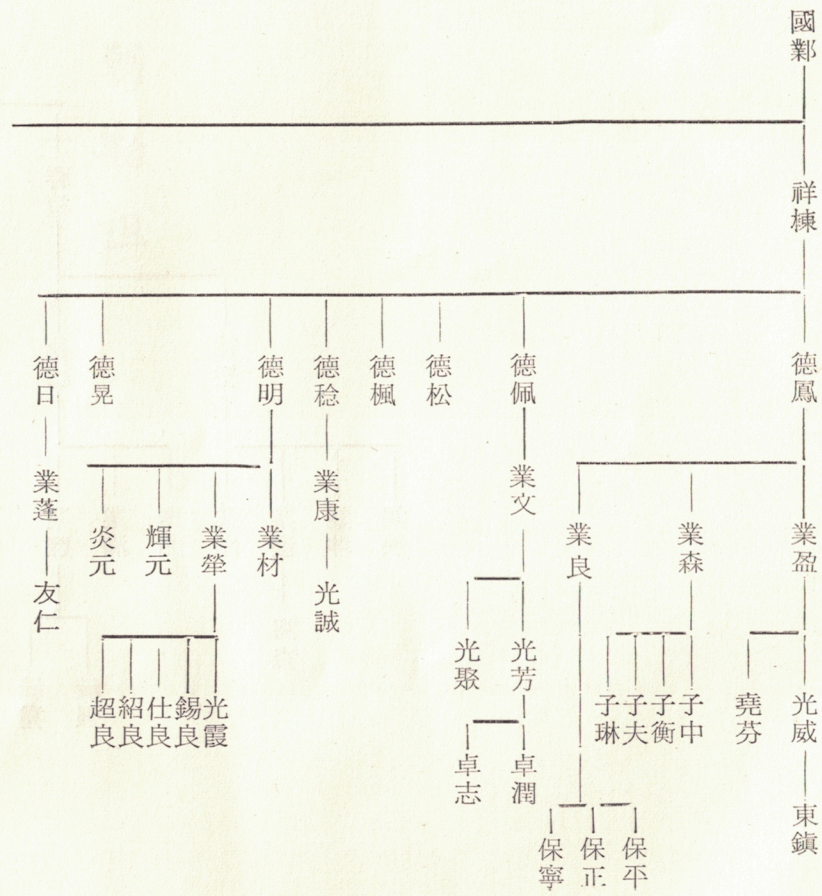 國鄴
祥棟
德鳳
德佩
德松
德楓
德稔
德明
德晃
德日
業盈
業森
業良
業文
業康
業材
業犖
輝元
炎元
業蓬
光威
堯芬
子中
子衡
子夫
子琳
光芳
光聚
光誠
光霞
錫良
仕良
紹良
超良
友仁
東鎮
保平
保正
保寧
卓潤
卓志